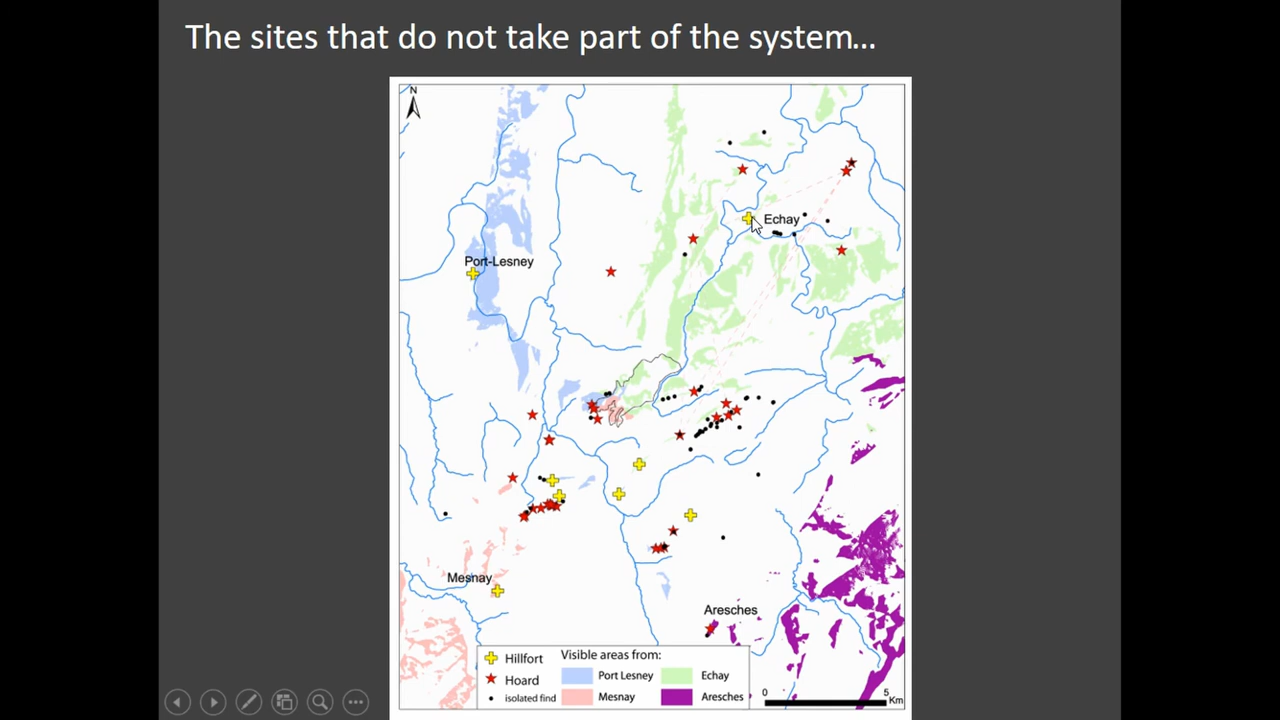 The sites that do not take part of the system...
N
Echay
Port-Lesney
Mesnay
Aresches
Hillfort
Hoard
isolated find
Visible areas from:
Port Lesney
Echay
Mesnay
Aresches
0
5
Km